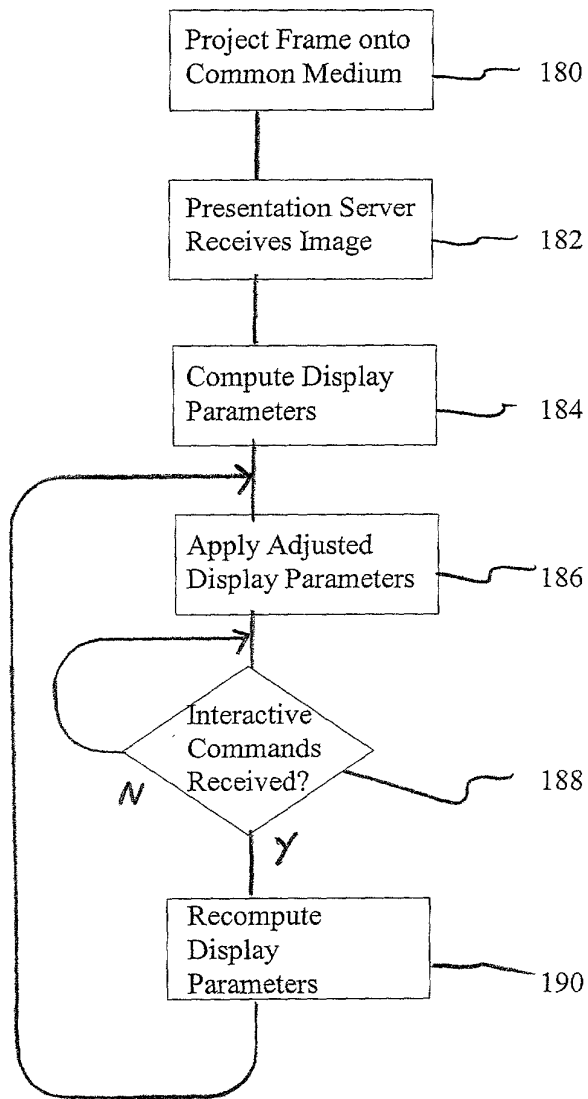 Project Frame onto
Common Medium
180
Presentation Server
Receives Image
182
Compute Display
Parameters
184
Apply Adjusted
Display Parameters
186
Interactive
Commands
Received?
188
N
Y
Recompute
Display
Parameters
190